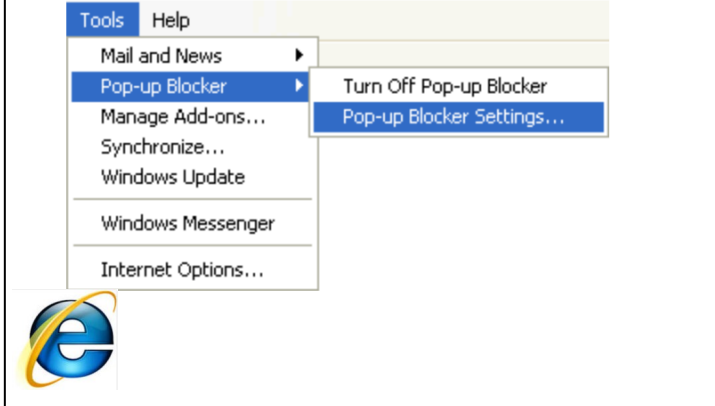 Tools Help
Mail and News
Pop-up Blocker
Turn Off Pop-up Blocker
Manage Add-ons...
Pop-up Blocker Settings...
Synchronize...
Windows Update
Windows Messenger
Internet Options...